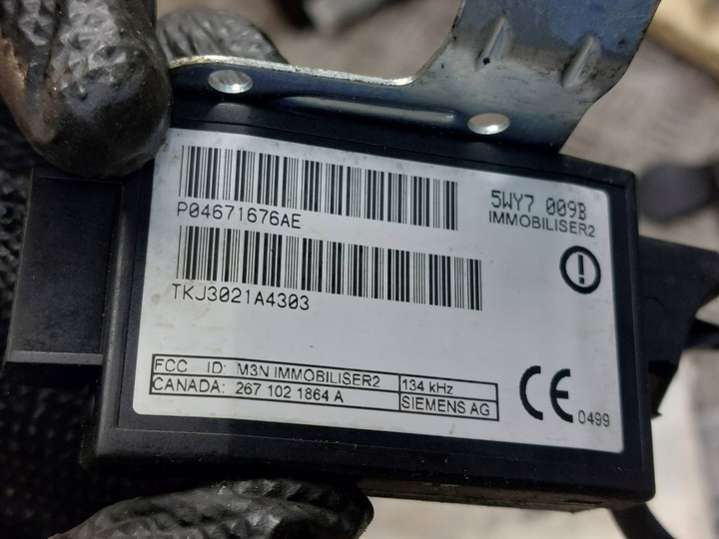 P04671676AE
5WY7 009B
IMMOBILISER2
TKJ3021A4303
FCC ID: M3N IMMOBILISER2 134 kHz
CANADA: 267 102 1864 A SIEMENS AG
CE 0499